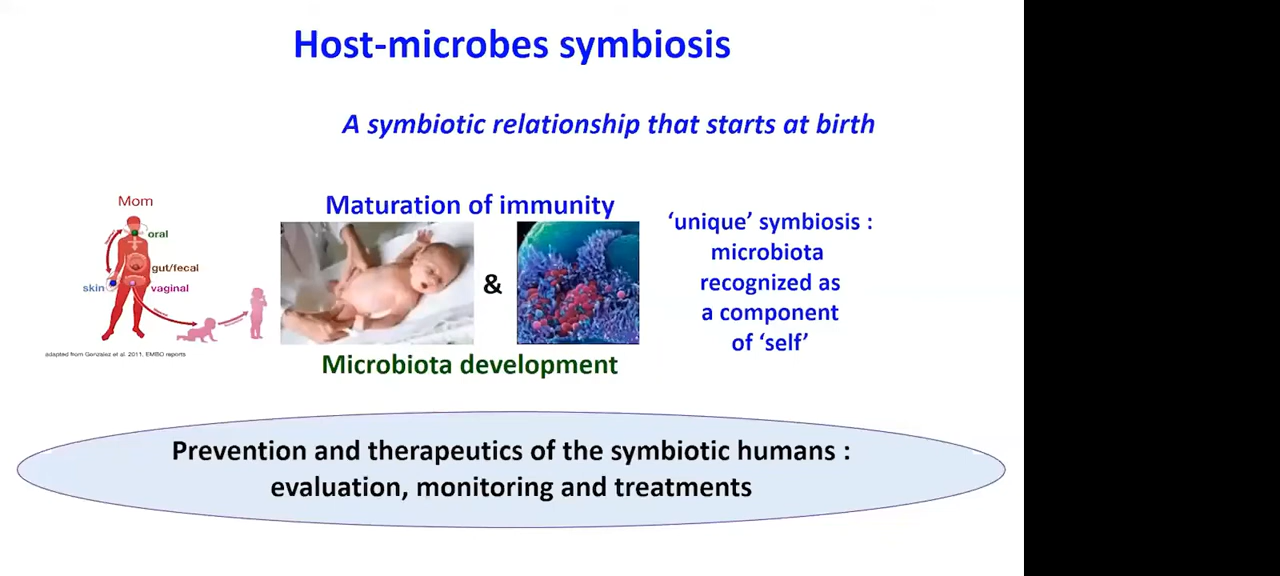 Host-microbes symbiosis
A symbiotic relationship that starts at birth
Mom
oral
gut/fecal
skin
vaginal
adapted from Gonzalez et al. 2011, EMBO reports
Maturation of immunity
&
Microbiota development
‘unique’ symbiosis :
microbiota
recognized as
a component
of ‘self’
Prevention and therapeutics of the symbiotic humans :
evaluation, monitoring and treatments